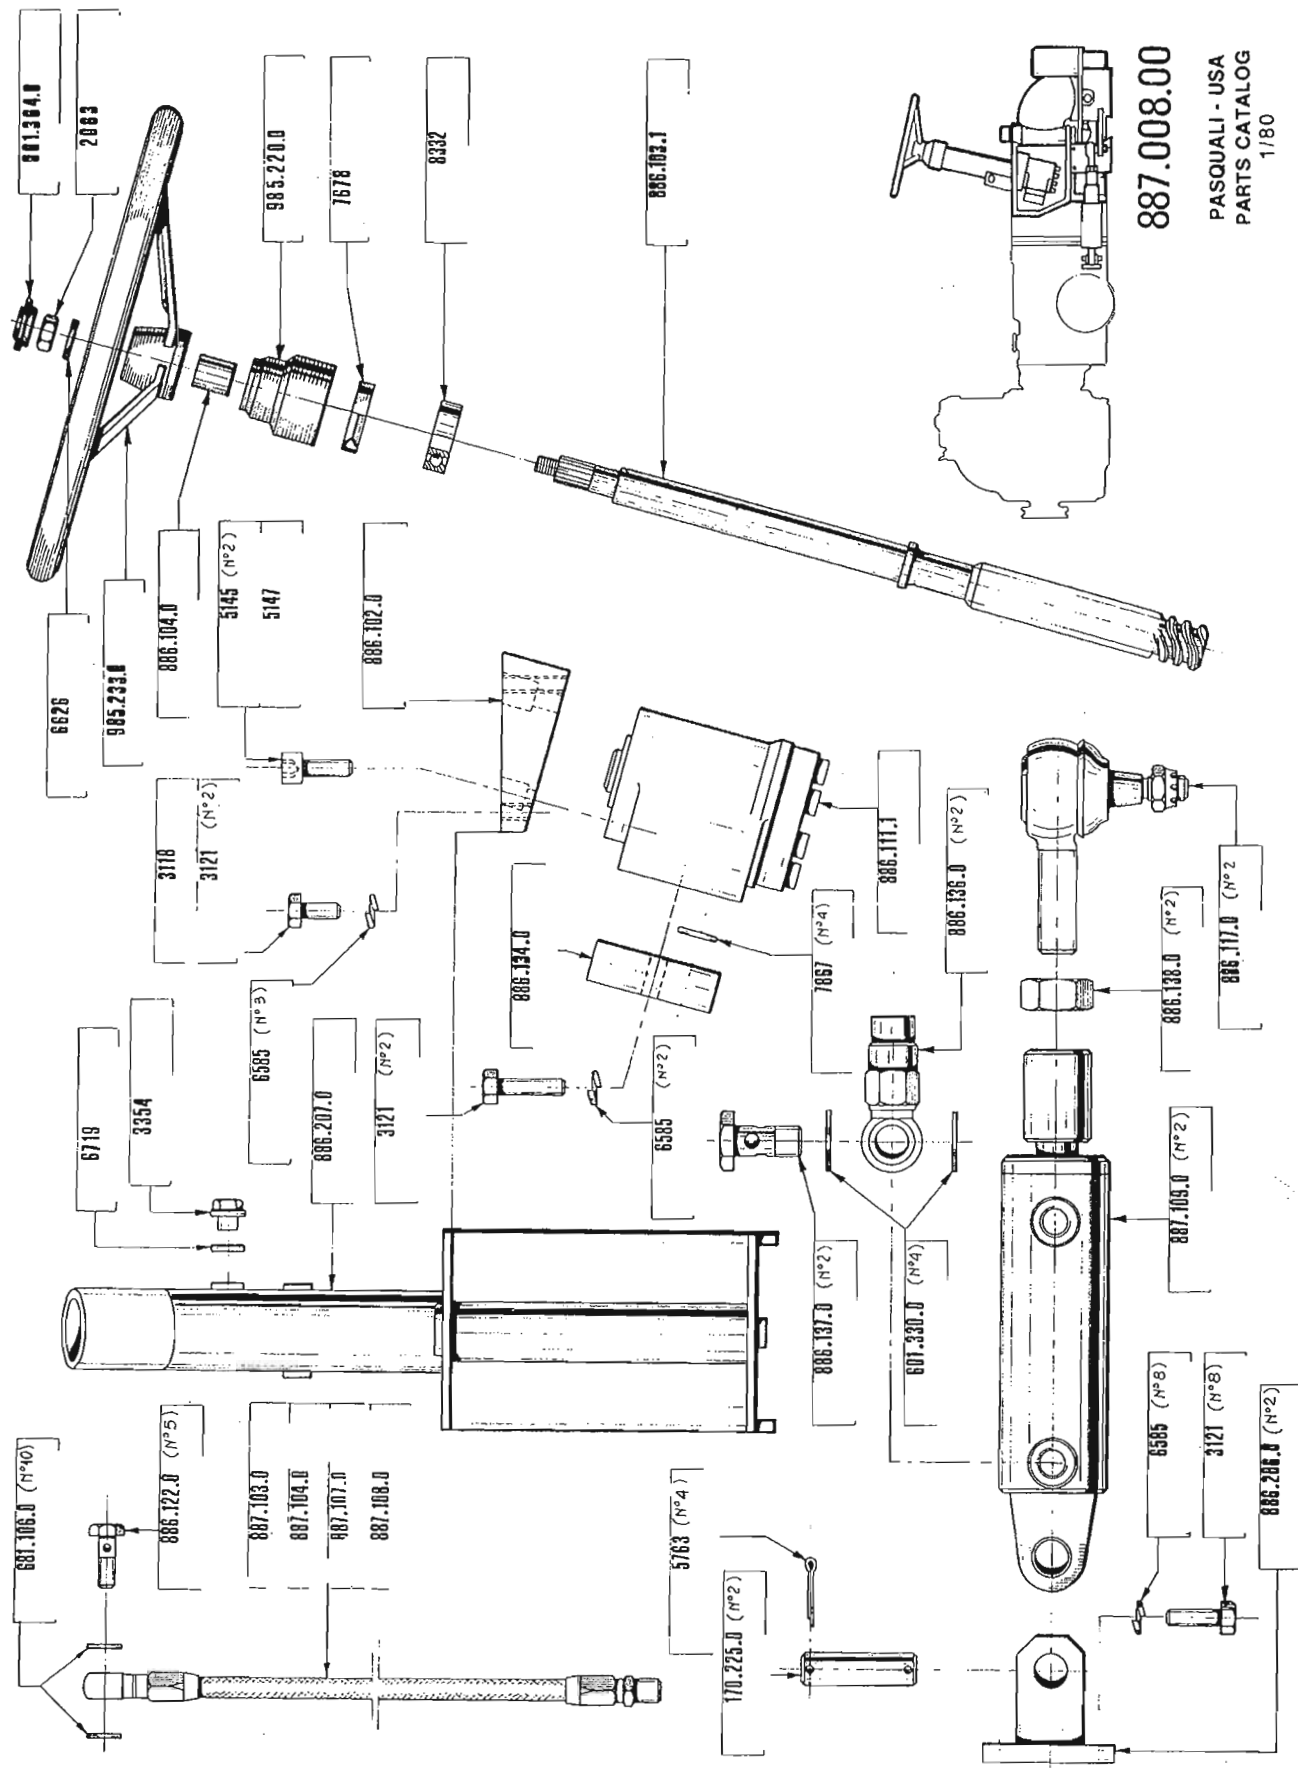 887.008.00
PASQUALI - USA
PARTS CATALOG
1/80
2083
985.220.0
7678
8332
886.103.1
6626
985.233.0
886.104.0
5145 (N°2)
5147
886.102.0
3118
3121 (N°2)
6585 (N°3)
886.134.0
886.111.1
7867 (N°4)
886.136.0 (N°2)
886.117.0 (N°2
886.138.0 (N°2)
6719
3354
886.207.0
3121 (N°2)
6585 (N°2)
887.109.0 (N°2)
886.137.0 (N°2)
601.330.0 (N°4)
681.106.0 (N°10)
886.122.0 (N°5)
887.103.0
887.104.0
887.107.0
887.108.0
5763 (N°4)
170.225.0 (N°2)
6585 (N°8)
3121 (N°8)
886.286.0 (N°2)